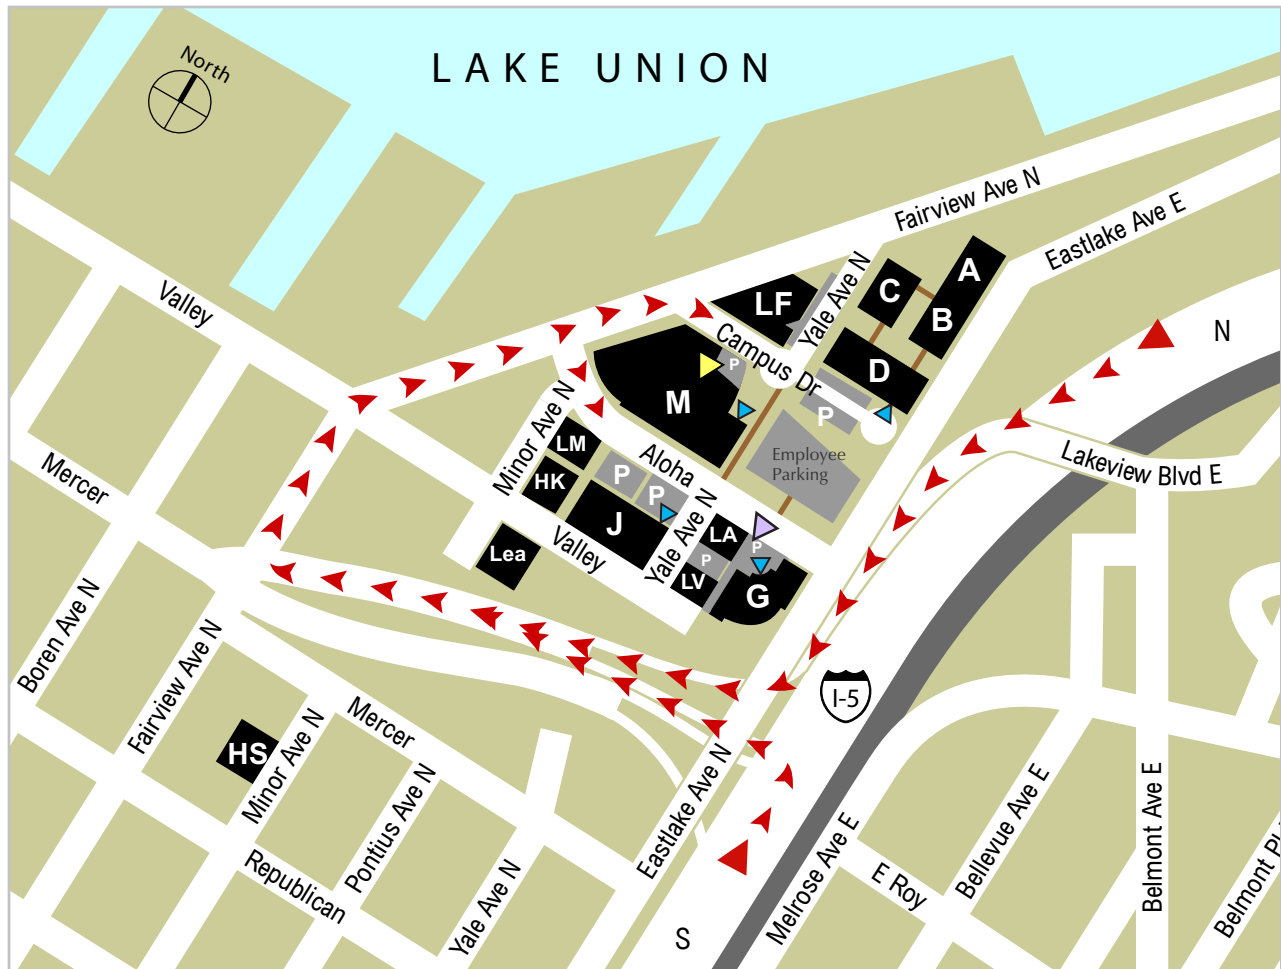 LAKE UNION
North
Fairview Ave N
Eastlake Ave E
Valley
Yale Ave N
A
C
B
LF
N
Campus Dr
P
D
M
P
Minor Ave N
LM
Aloha
Employee
Parking
Lakeview Blvd E
Mercer
HK
P
P
J
Yale Ave N
LA
P
Valley
Lea
P
LV
G
Boren Ave N
Fairview Ave N
I-5
Mercer
HS
Minor Ave N
Pontius Ave N
Eastlake Ave N
Republican
Yale Ave N
S
Melrose Ave E
E Roy
Bellevue Ave E
Belmont Ave E
Belmont Pl